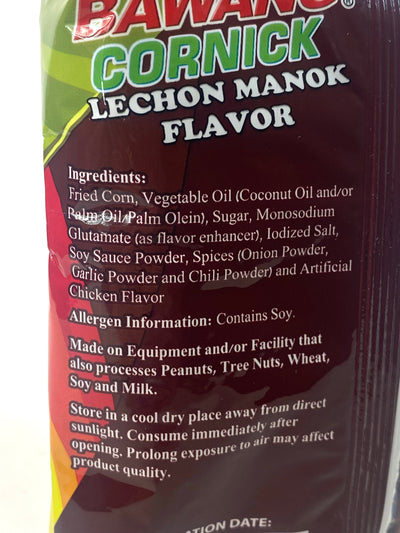 BAWANG®
CORNICK
LECHON MANOK
FLAVOR
Ingredients:
Fried Corn, Vegetable Oil (Coconut Oil and/or
Palm Oil/Palm Olein), Sugar, Monosodium
Glutamate (as flavor enhancer), Iodized Salt,
Soy Sauce Powder, Spices (Onion Powder,
Garlic Powder and Chili Powder) and Artificial
Chicken Flavor
Allergen Information: Contains Soy.
Made on Equipment and/or Facility that
also processes Peanuts, Tree Nuts, Wheat,
Soy and Milk.
Store in a cool dry place away from direct
sunlight. Consume immediately after
opening. Prolong exposure to air may affect
product quality.
DATE: